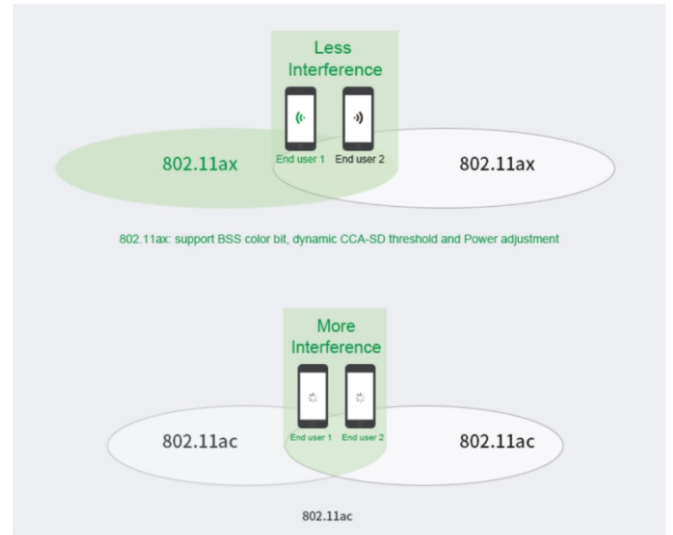 Less
Interference
End user 1 End user 2
802.11ax 802.11ax
802.11ax: support BSS color bit, dynamic CCA-SD threshold and Power adjustment
More
Interference
End user 1 End user 2
802.11ac 802.11ac
802.11ac